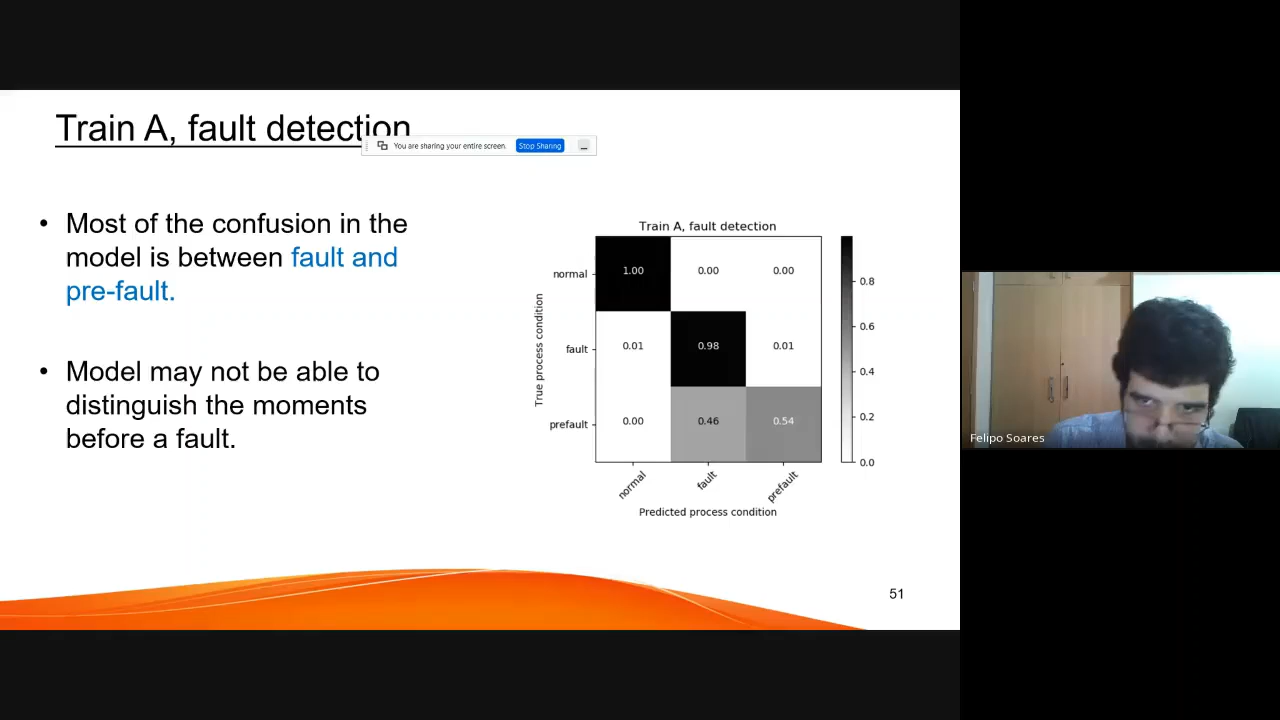 Train A, fault detection
You are sharing your entire screen.
Stop Sharing
• Most of the confusion in the
model is between fault and
pre-fault.
• Model may not be able to
distinguish the moments
before a fault.
Train A, fault detection
True process condition
normal
1.00 0.00 0.00
fault
0.01 0.98 0.01
prefault
0.00 0.46 0.54
normal fault prefault
Predicted process condition
0.8
0.6
0.4
0.2
0.0
51
Felipo Soares